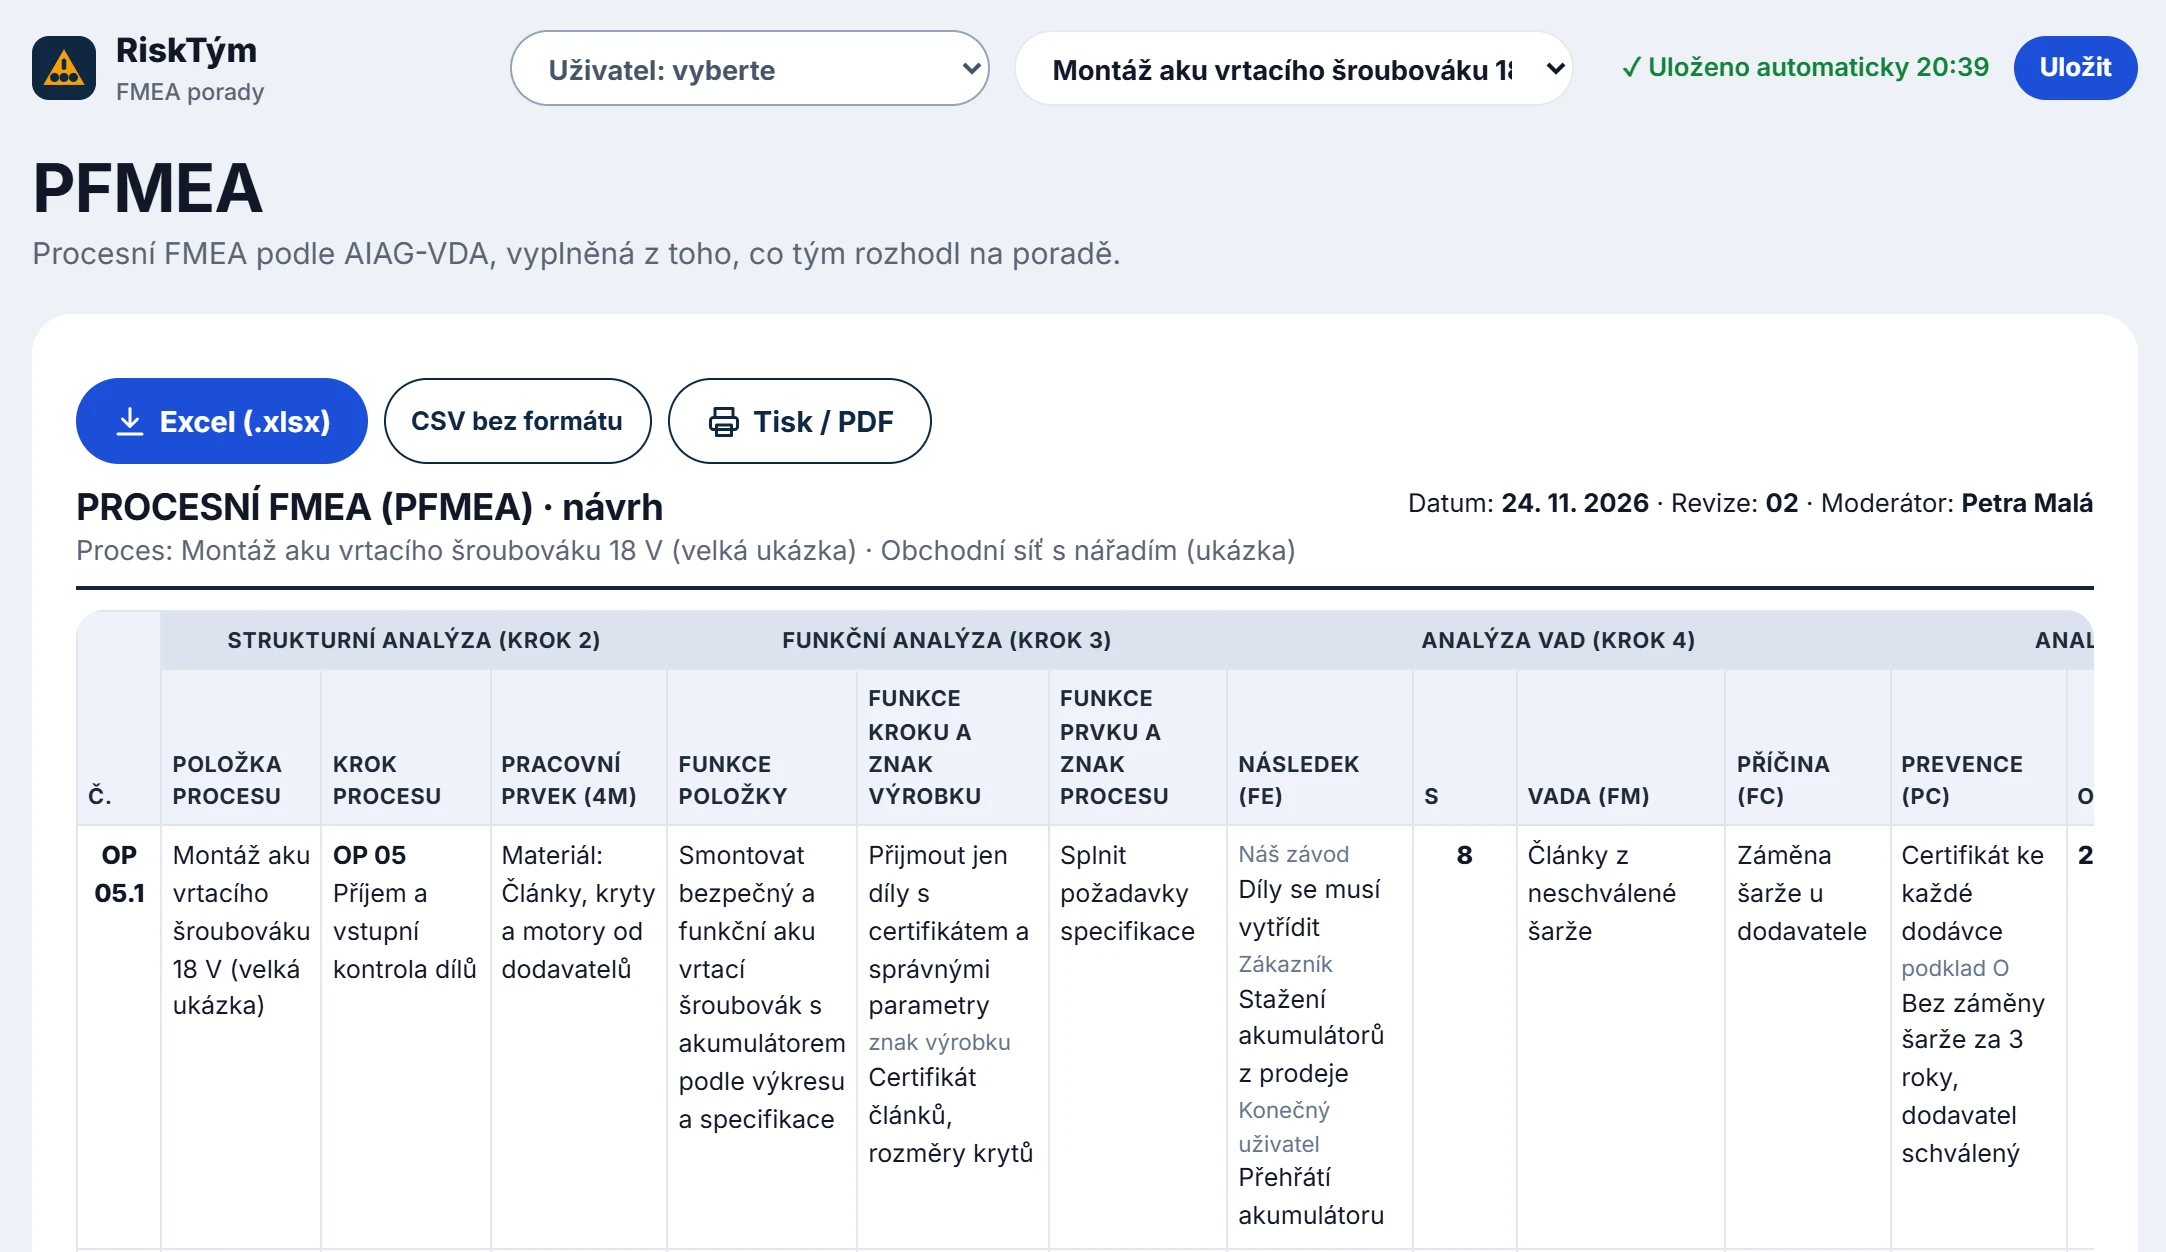 RiskTým
FMEA porady
Uživatel: vyberte
Montáž aku vrtacího šroubováku 18
✓ Uloženo automaticky 20:39
Uložit
PFMEA
Procesní FMEA podle AIAG-VDA, vyplněná z toho, co tým rozhodl na poradě.
Excel (.xlsx)
CSV bez formátu
Tisk / PDF
PROCESNÍ FMEA (PFMEA) · návrh
Datum: 24. 11. 2026 · Revize: 02 · Moderátor: Petra Malá
Proces: Montáž aku vrtacího šroubováku 18 V (velká ukázka) · Obchodní síť s nářadím (ukázka)
STRUKTURNÍ ANALÝZA (KROK 2)
FUNKČNÍ ANALÝZA (KROK 3)
ANALÝZA VAD (KROK 4)
ANAL
Č.
POLOŽKA
PROCESU
KROK
PROCESU
PRACOVNÍ
PRVEK (4M)
FUNKCE
POLOŽKY
FUNKCE
KROKU A
ZNAK
VÝROBKU
FUNKCE
PRVKU A
ZNAK
PROCESU
NÁSLEDEK
(FE)
S
VADA (FM)
PŘÍČINA
(FC)
PREVENCE
(PC)
O
OP
05.1
Montáž aku
vrtacího
šroubováku
18 V (velká
ukázka)
OP 05
Příjem a
vstupní
kontrola dílů
Materiál:
Články, kryty
a motory od
dodavatelů
Smontovat
bezpečný a
funkční aku
vrtací
šroubovák s
akumulátorem
podle výkresu
a specifikace
Přijmout jen
díly s
certifikátem a
správnými
parametry
znak výrobku
Certifikát
článků,
rozměry krytů
Splnit
požadavky
specifikace
Náš závod
Díly se musí
vytřídit
Zákazník
Stažení
akumulátorů
z prodeje
Konečný
uživatel
Přehřátí
akumulátoru
8
Články z
neschválené
šarže
Záměna
šarže u
dodavatele
Certifikát ke
každé
dodávce
podklad O
Bez záměny
šarže za 3
roky,
dodavatel
schválený
2